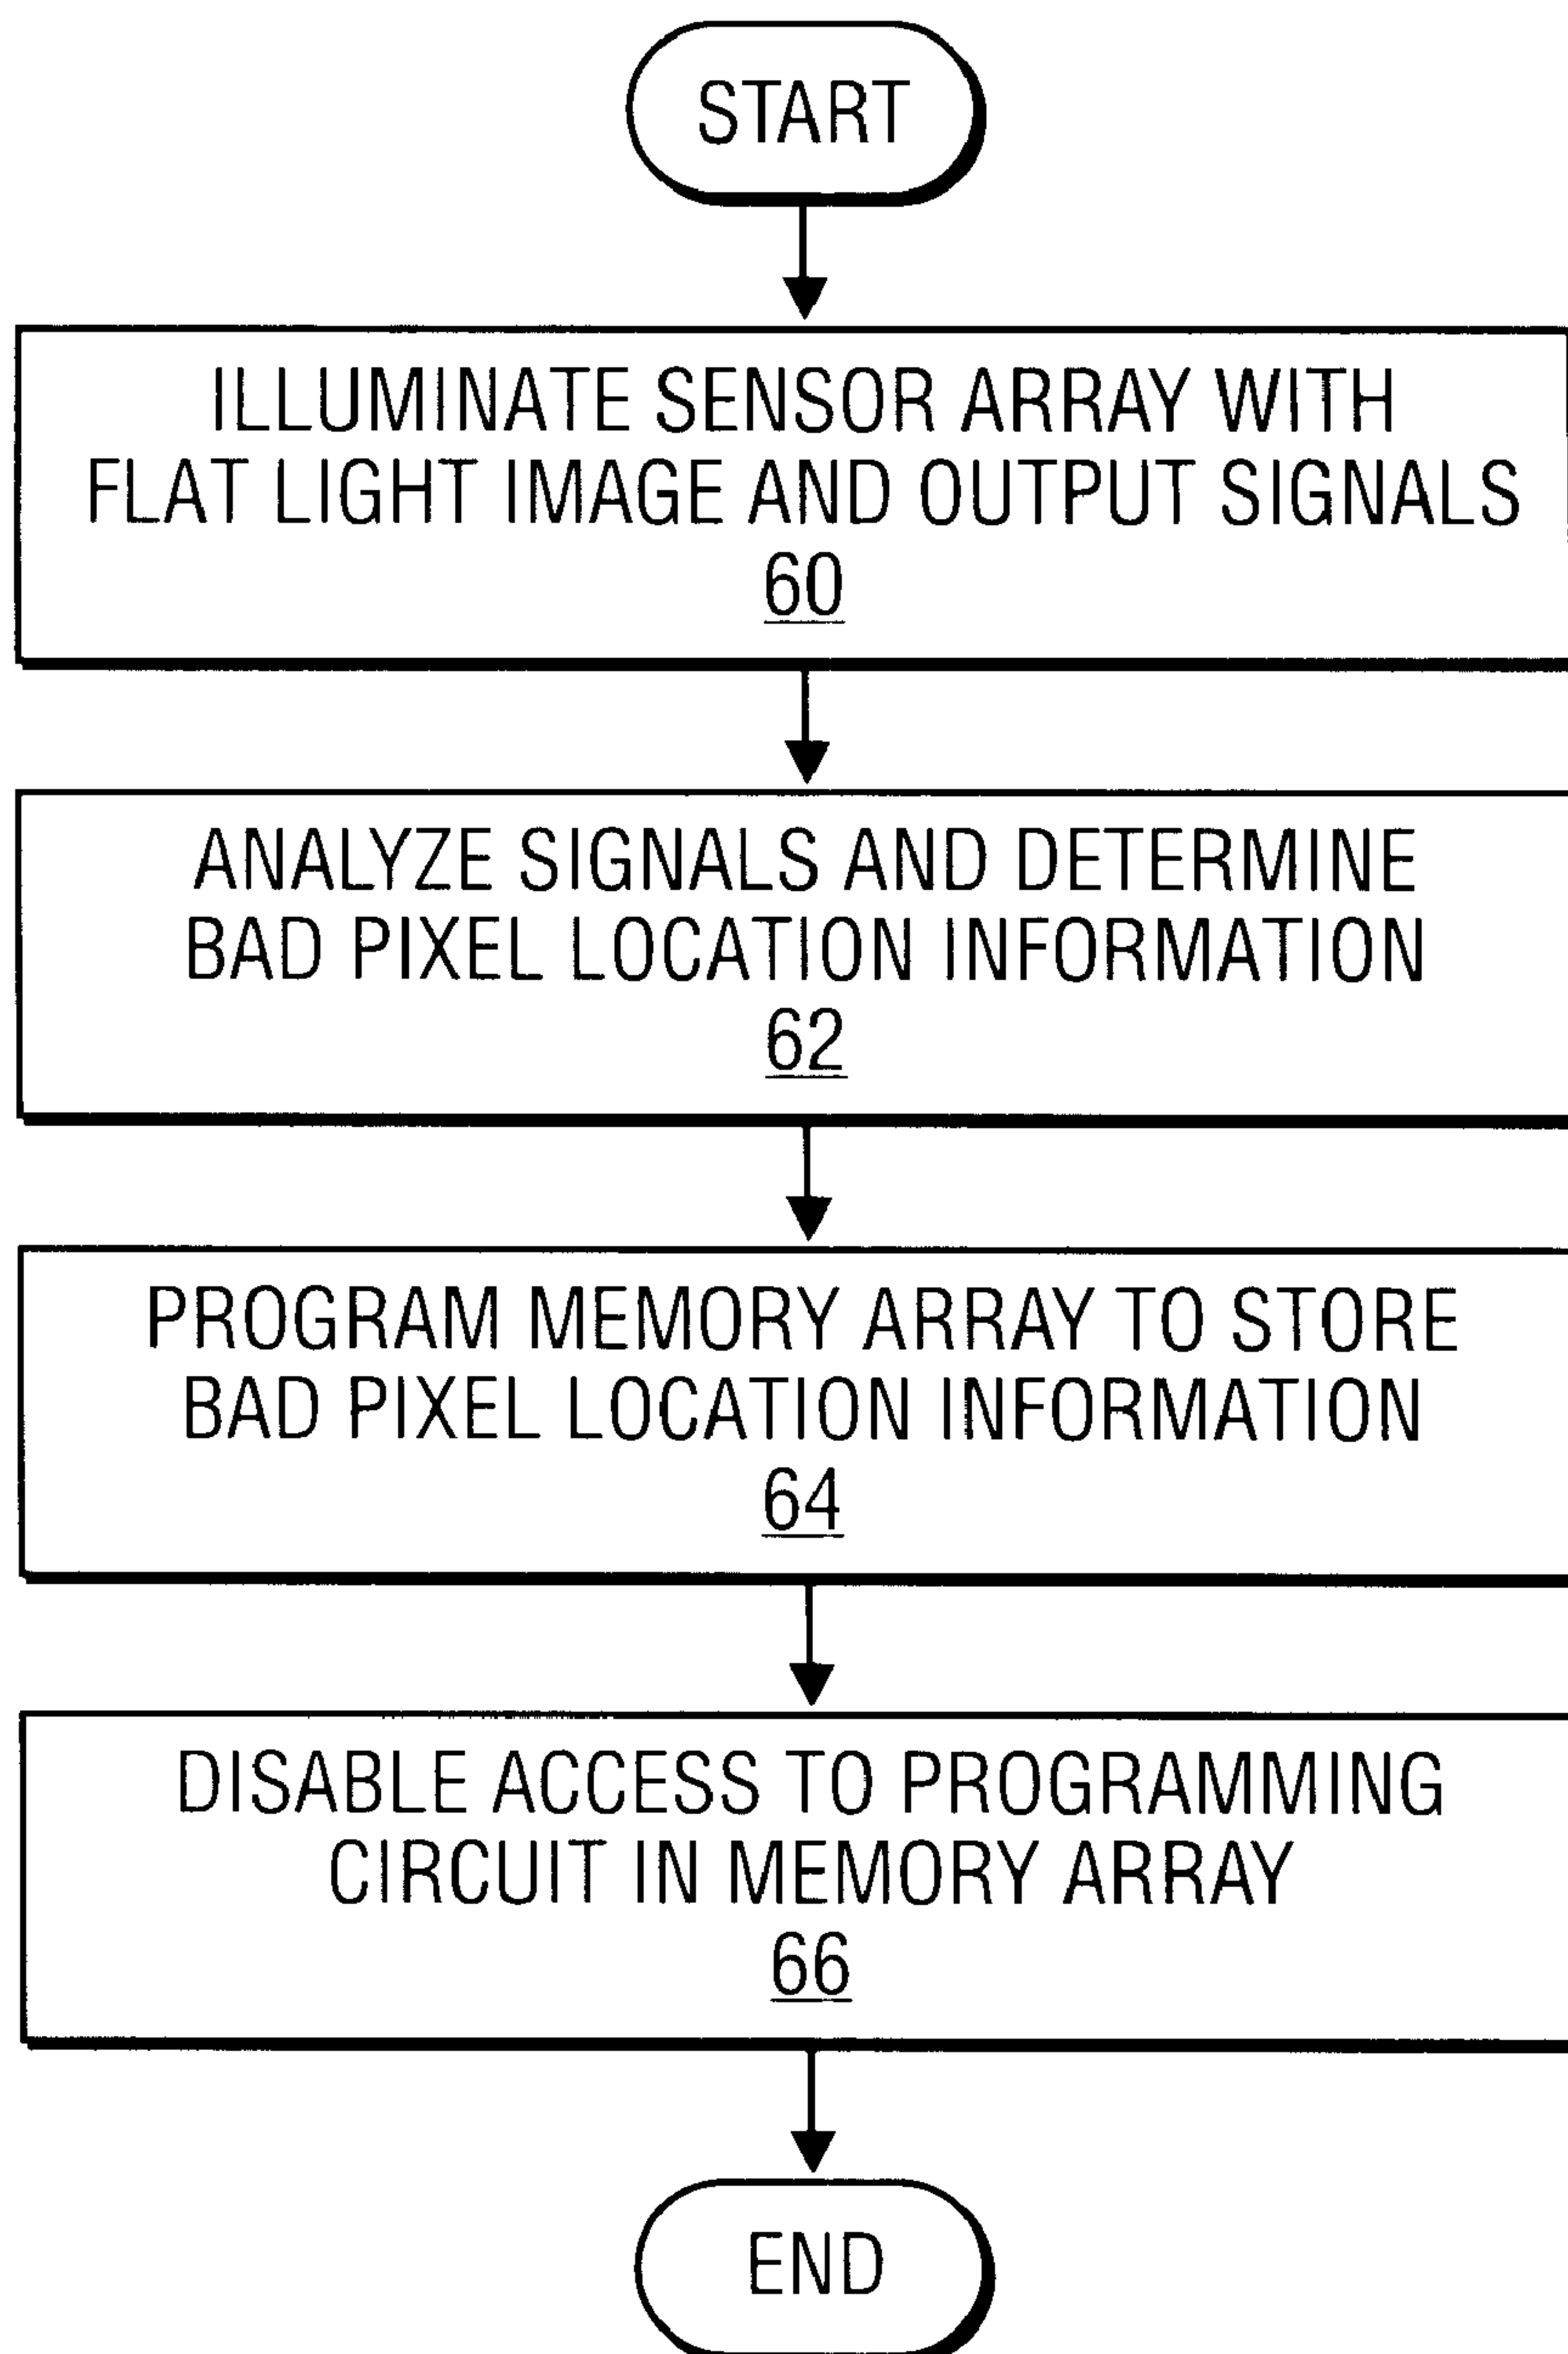 START
ILLUMINATE SENSOR ARRAY WITH
FLAT LIGHT IMAGE AND OUTPUT SIGNALS
60
ANALYZE SIGNALS AND DETERMINE
BAD PIXEL LOCATION INFORMATION
62
PROGRAM MEMORY ARRAY TO STORE
BAD PIXEL LOCATION INFORMATION
64
DISABLE ACCESS TO PROGRAMMING
CIRCUIT IN MEMORY ARRAY
66
END